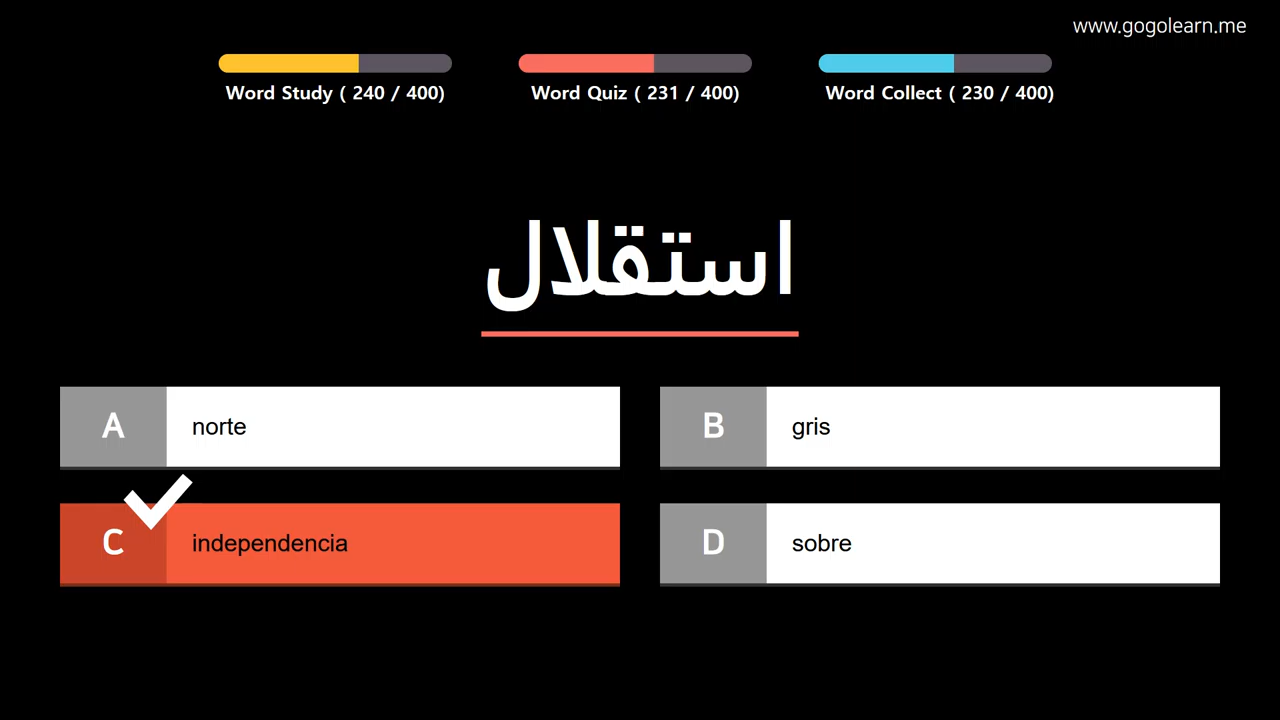 www.gogolearn.me
Word Study ( 240 / 400)
Word Quiz ( 231 / 400)
Word Collect ( 230 / 400)
استقلال
A
norte
B
gris
C
independencia
D
sobre